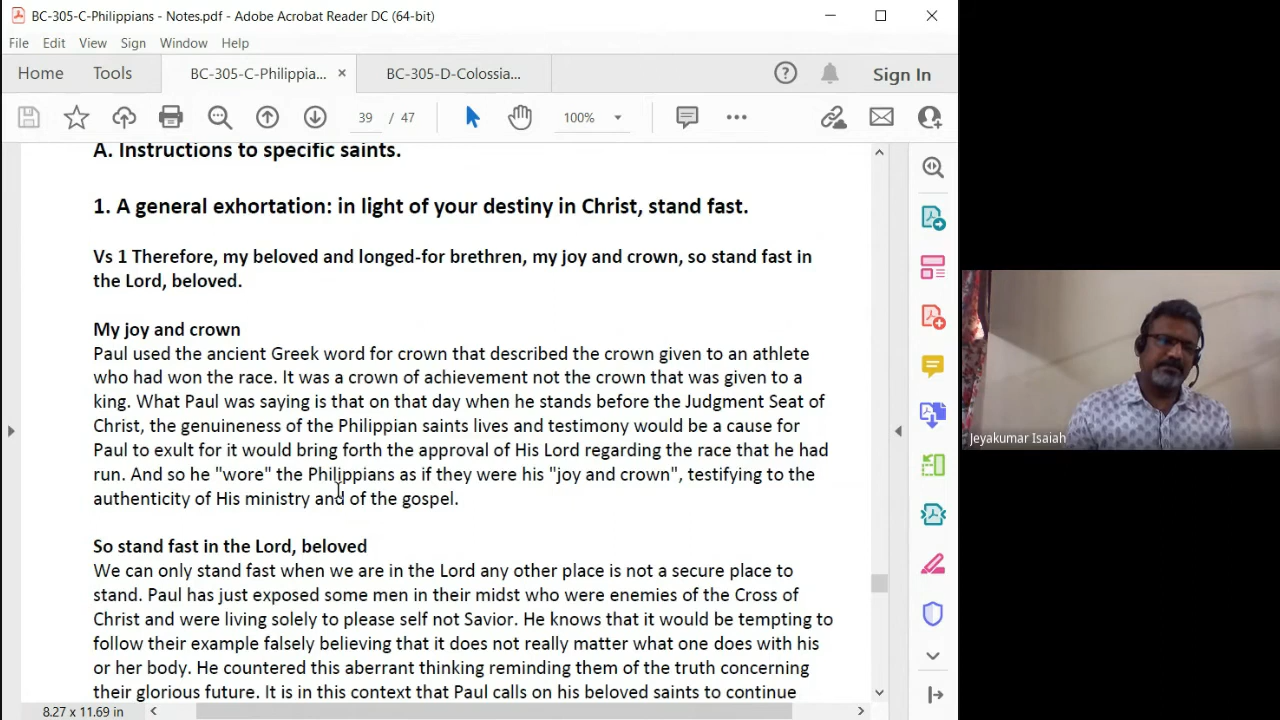 BC-305-C-Philippians - Notes.pdf - Adobe Acrobat Reader DC (64-bit)
File Edit View Sign Window Help
Home Tools BC-305-C-Philippia... × BC-305-D-Colossia... Sign In
39 / 47 100%
A. Instructions to specific saints.
1. A general exhortation: in light of your destiny in Christ, stand fast.
Vs 1 Therefore, my beloved and longed-for brethren, my joy and crown, so stand fast in
the Lord, beloved.
My joy and crown
Paul used the ancient Greek word for crown that described the crown given to an athlete
who had won the race. It was a crown of achievement not the crown that was given to a
king. What Paul was saying is that on that day when he stands before the Judgment Seat of
Christ, the genuineness of the Philippian saints lives and testimony would be a cause for
Paul to exult for it would bring forth the approval of His Lord regarding the race that he had
run. And so he "wore" the Philippians as if they were his "joy and crown", testifying to the
authenticity of His ministry and of the gospel.
So stand fast in the Lord, beloved
We can only stand fast when we are in the Lord any other place is not a secure place to
stand. Paul has just exposed some men in their midst who were enemies of the Cross of
Christ and were living solely to please self not Savior. He knows that it would be tempting to
follow their example falsely believing that it does not really matter what one does with his
or her body. He countered this aberrant thinking reminding them of the truth concerning
their glorious future. It is in this context that Paul calls on his beloved saints to continue
8.27 x 11.69 in
Jeyakumar Isaiah